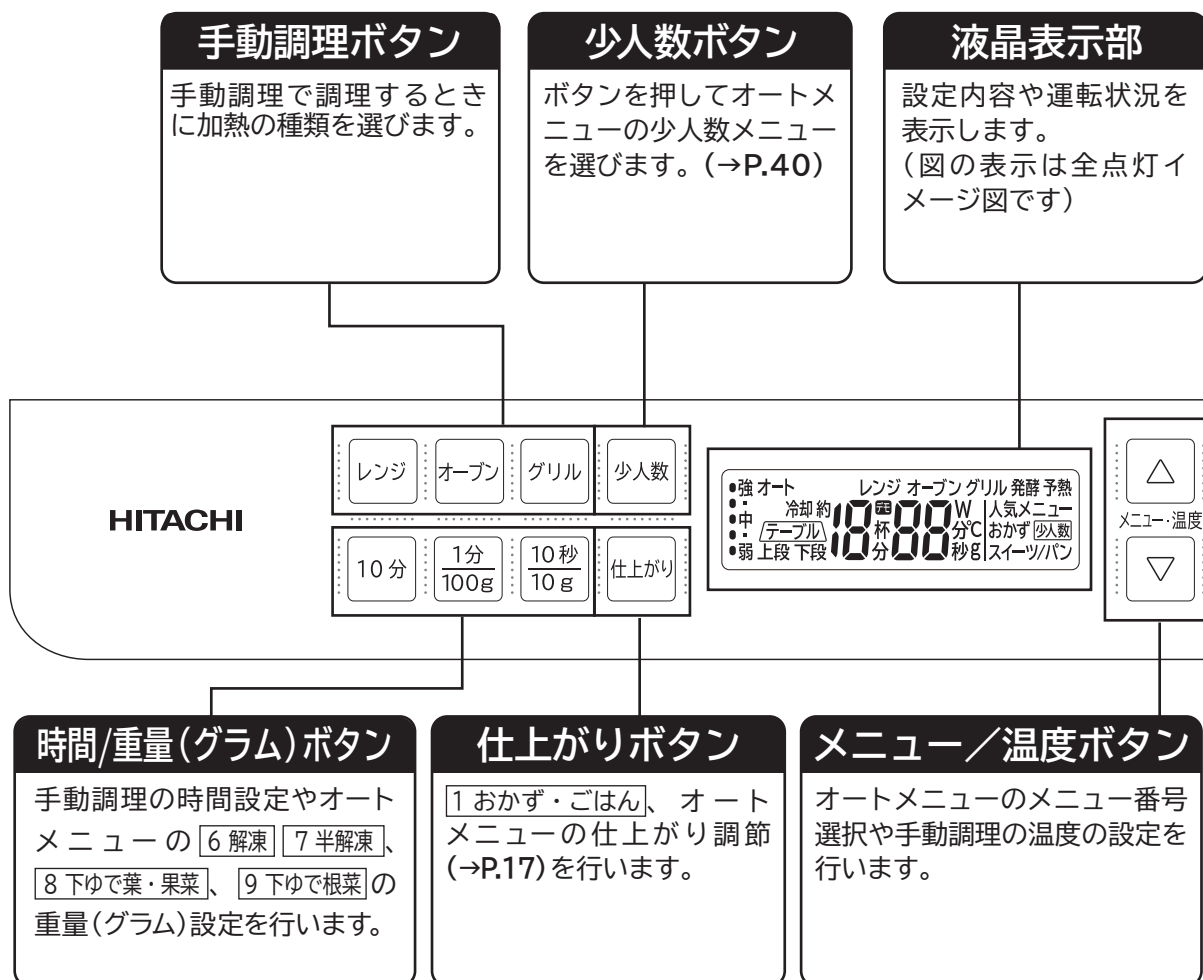 手動調理ボタン
手動調理で調理するとき
に加熱の種類を選びます。
少人数ボタン
ボタンを押してオートメ
ニューの少人数メニュー
を選びます。(→P.40)
液晶表示部
設定内容や運転状況を
表示します。
(図の表示は全点灯イ
メージ図です)
HITACHI
レンジ オーブン グリル 少人数
10分 1分/100g 10秒/10g 仕上がり
強 オート レンジ オーブン グリル 発酵 予熱
冷却 約 18 88 W 人気メニュー
中 テーブル 杯 分 ℃ おかず 少人数
弱 上段 下段 分 秒 g スイーツ/パン
△
メニュー・温度
▽
時間/重量(グラム)ボタン
手動調理の時間設定やオート
メニューの 6 解凍 7 半解凍、
8 下ゆで葉・果菜、9 下ゆで根菜の
重量(グラム)設定を行います。
仕上がりボタン
1 おかず・ごはん、オート
メニューの仕上がり調節
(→P.17)を行います。
メニュー/温度ボタン
オートメニューのメニュー番号
選択や手動調理の温度の設定を
行います。